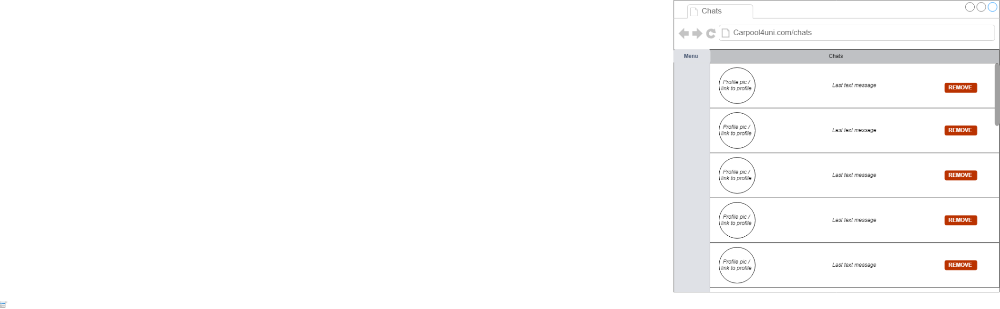 Chats
Carpool4uni.com/chats
Menu
Chats
Profile pic /
link to profile
Last text message
REMOVE
Profile pic /
link to profile
Last text message
REMOVE
Profile pic /
link to profile
Last text message
REMOVE
Profile pic /
link to profile
Last text message
REMOVE
Profile pic /
link to profile
Last text message
REMOVE